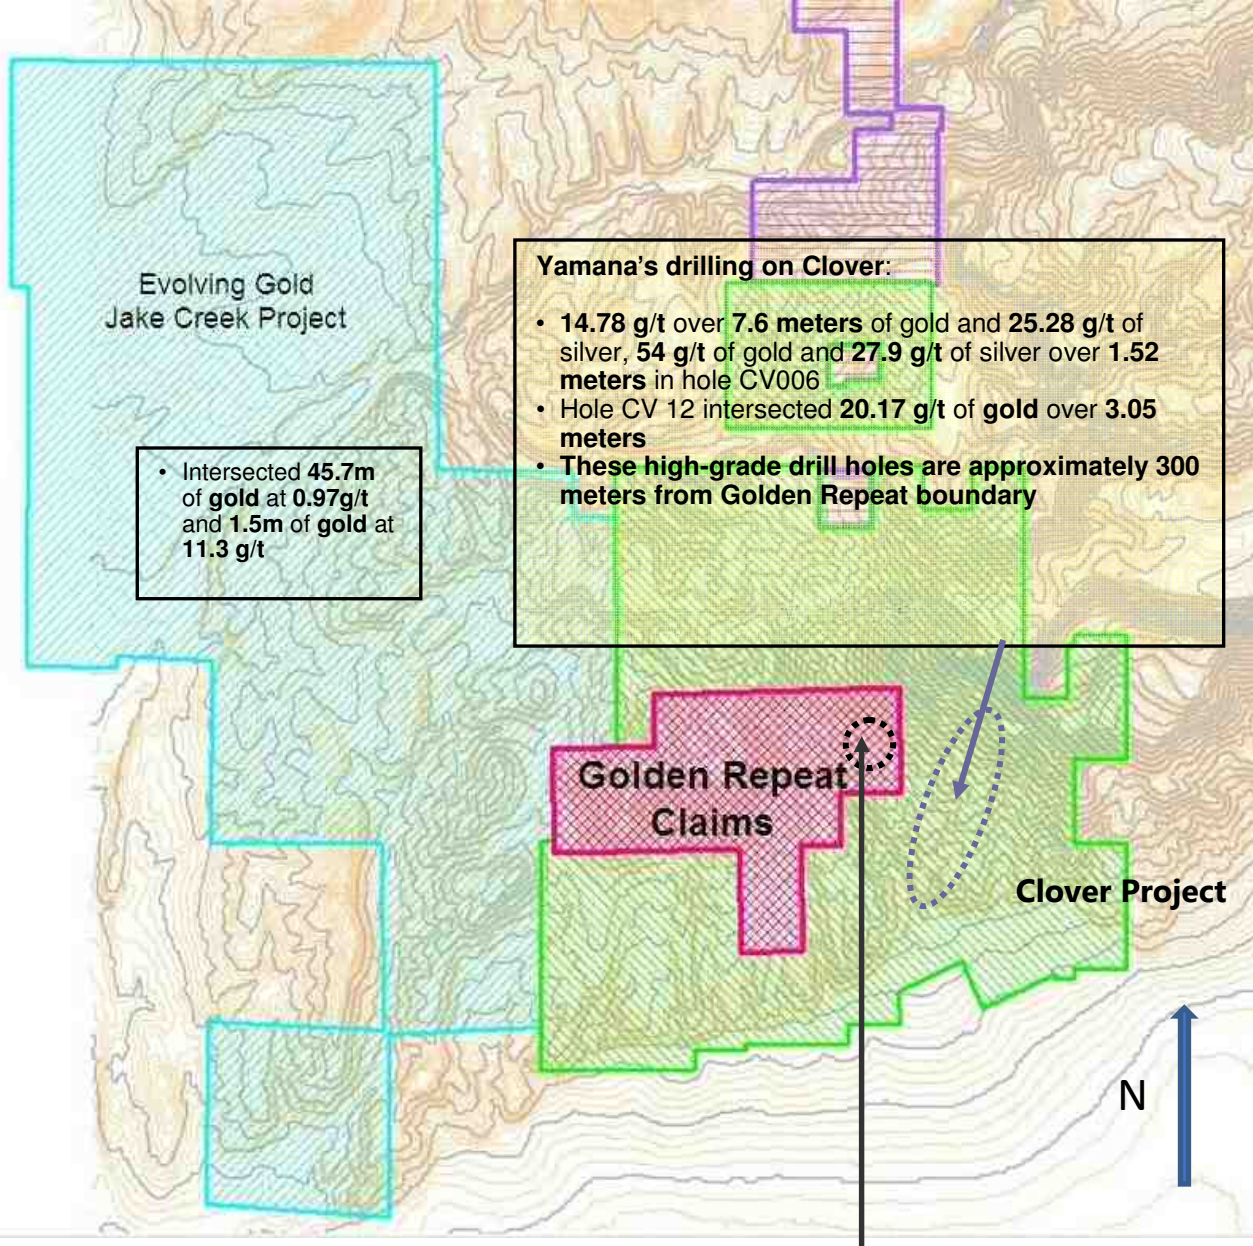 Evolving Gold
Jake Creek Project
Yamana's drilling on Clover:
• 14.78 g/t over 7.6 meters of gold and 25.28 g/t of
silver, 54 g/t of gold and 27.9 g/t of silver over 1.52
meters in hole CV006
• Hole CV 12 intersected 20.17 g/t of gold over 3.05
meters
• These high-grade drill holes are approximately 300
meters from Golden Repeat boundary
• Intersected 45.7m
of gold at 0.97g/t
and 1.5m of gold at
11.3 g/t
Golden Repeat
Claims
Clover Project
N